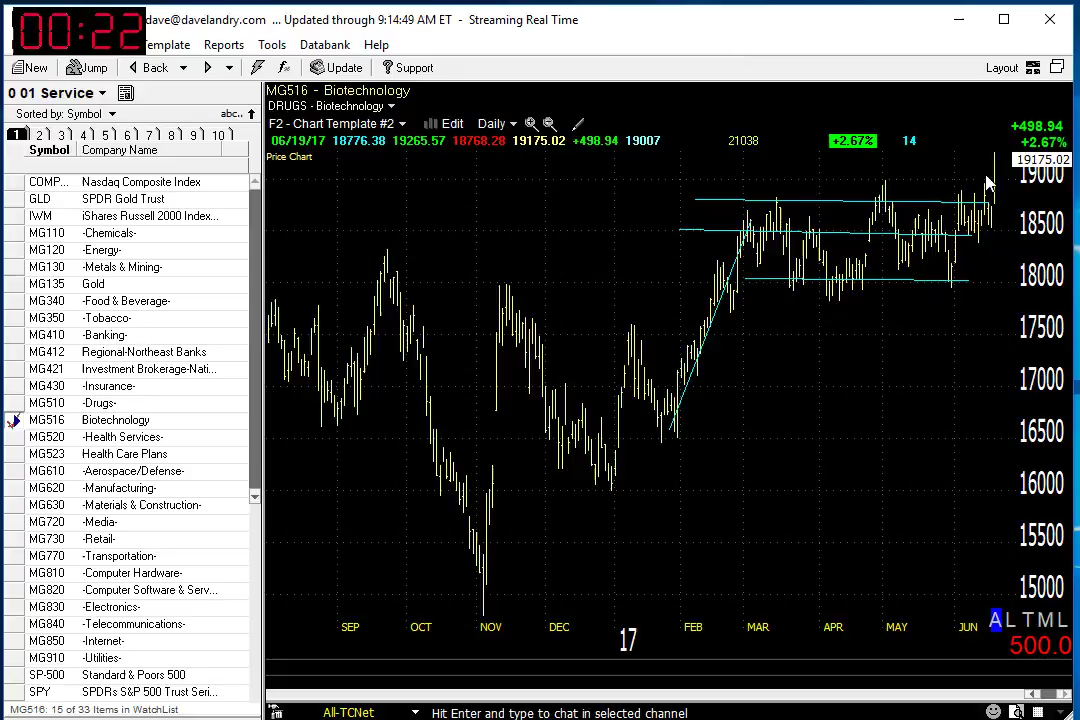 00:22
dave@davelandry.com ... Updated through 9:14:49 AM ET - Streaming Real Time
emplate Reports Tools Databank Help
New Jump Back Update Support Layout
0 01 Service
Sorted by: Symbol abc..
1 2 3 4 5 6 7 8 9 10
Symbol Company Name
COMP... Nasdaq Composite Index
GLD SPDR Gold Trust
IWM iShares Russell 2000 Index...
MG110 -Chemicals-
MG120 -Energy-
MG130 -Metals & Mining-
MG135 Gold
MG340 -Food & Beverage-
MG350 -Tobacco-
MG410 -Banking-
MG412 Regional-Northeast Banks
MG421 Investment Brokerage-Nati...
MG430 -Insurance-
MG510 -Drugs-
MG516 Biotechnology
MG520 -Health Services-
MG523 Health Care Plans
MG610 -Aerospace/Defense-
MG620 -Manufacturing-
MG630 -Materials & Construction-
MG720 -Media-
MG730 -Retail-
MG770 -Transportation-
MG810 -Computer Hardware-
MG820 -Computer Software & Serv...
MG830 -Electronics-
MG840 -Telecommunications-
MG850 -Internet-
MG910 -Utilities-
SP-500 Standard & Poors 500
SPY SPDRs S&P 500 Trust Seri...
MG516: 15 of 33 Items in WatchList
MG516 - Biotechnology
DRUGS - Biotechnology
F2 - Chart Template #2 Edit Daily
06/19/17 18776.38 19265.57 18768.28 19175.02 +498.94 19007 21038 +2.67% 14
Price Chart
+498.94
+2.67%
19175.02
19000
18500
18000
17500
17000
16500
16000
15500
15000
SEP OCT NOV DEC 17 FEB MAR APR MAY JUN
A L T M L
500.0
All-TCNet Hit Enter and type to chat in selected channel